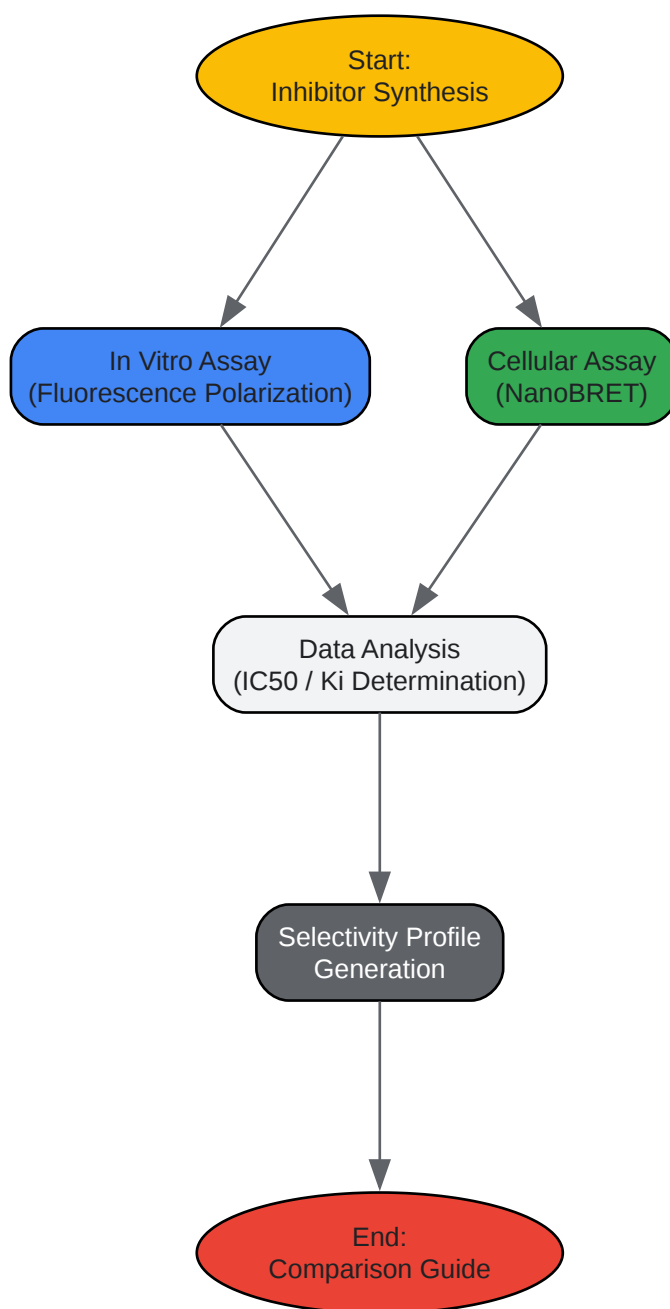 Start:
Inhibitor Synthesis
In Vitro Assay
(Fluorescence Polarization)
Cellular Assay
(NanoBRET)
Data Analysis
(IC50 / Ki Determination)
Selectivity Profile
Generation
End:
Comparison Guide